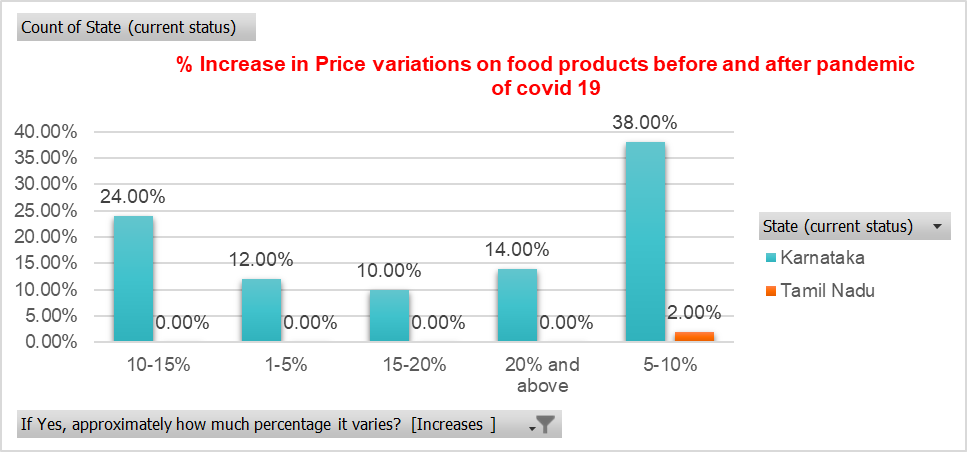 Count of State (current status)
% Increase in Price variations on food products before and after pandemic
of covid 19
40.00%
35.00%
30.00%
25.00%
20.00%
15.00%
10.00%
5.00%
0.00%
24.00%
0.00%
12.00%
0.00%
10.00%
0.00%
14.00%
0.00%
38.00%
2.00%
10-15%
1-5%
15-20%
20% and
above
5-10%
State (current status)
Karnataka
Tamil Nadu
If Yes, approximately how much percentage it varies?  [Increases ]